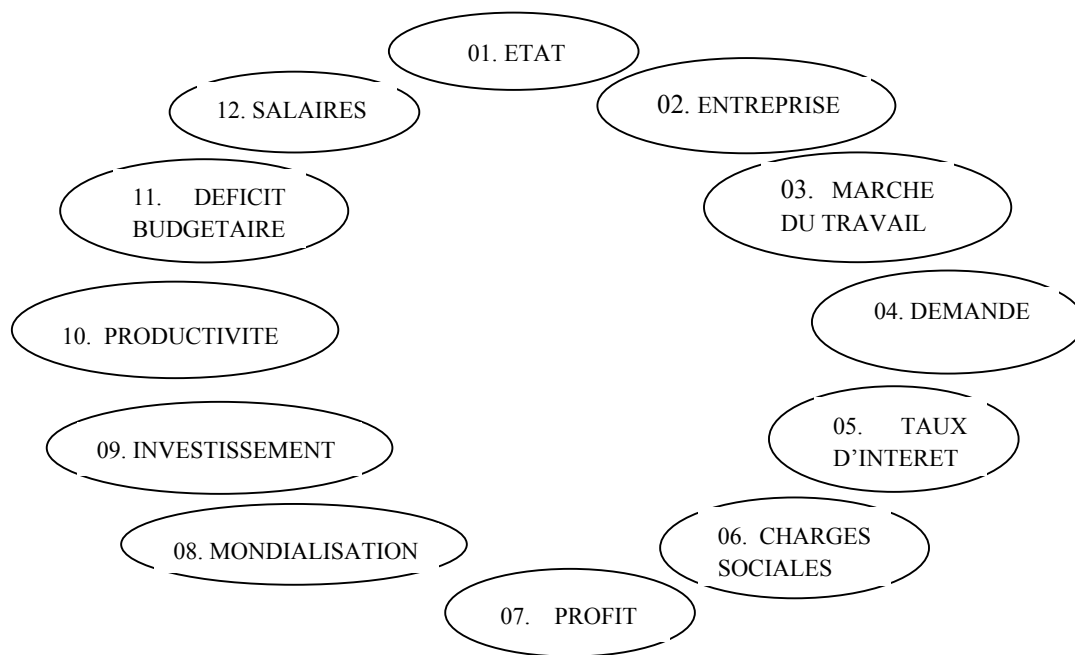 01. ETAT
02. ENTREPRISE
03. MARCHE
DU TRAVAIL
04. DEMANDE
05. TAUX
D’INTERET
06. CHARGES
SOCIALES
07. PROFIT
08. MONDIALISATION
09. INVESTISSEMENT
10. PRODUCTIVITE
11. DEFICIT
BUDGETAIRE
12. SALAIRES